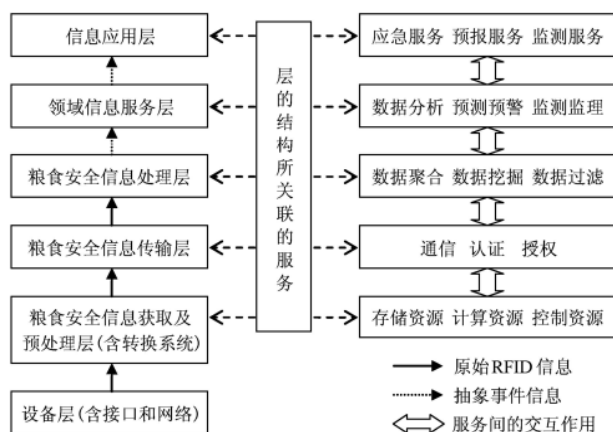 信息应用层
领域信息服务层
粮食安全信息处理层
粮食安全信息传输层
粮食安全信息获取及
预处理层(含转换系统)
设备层(含接口和网络)
层的结构所关联的服务
应急服务 预报服务 监测服务
数据分析 预测预警 监测监理
数据聚合 数据挖掘 数据过滤
通信 认证 授权
存储资源 计算资源 控制资源
原始RFID信息
抽象事件信息
服务间的交互作用